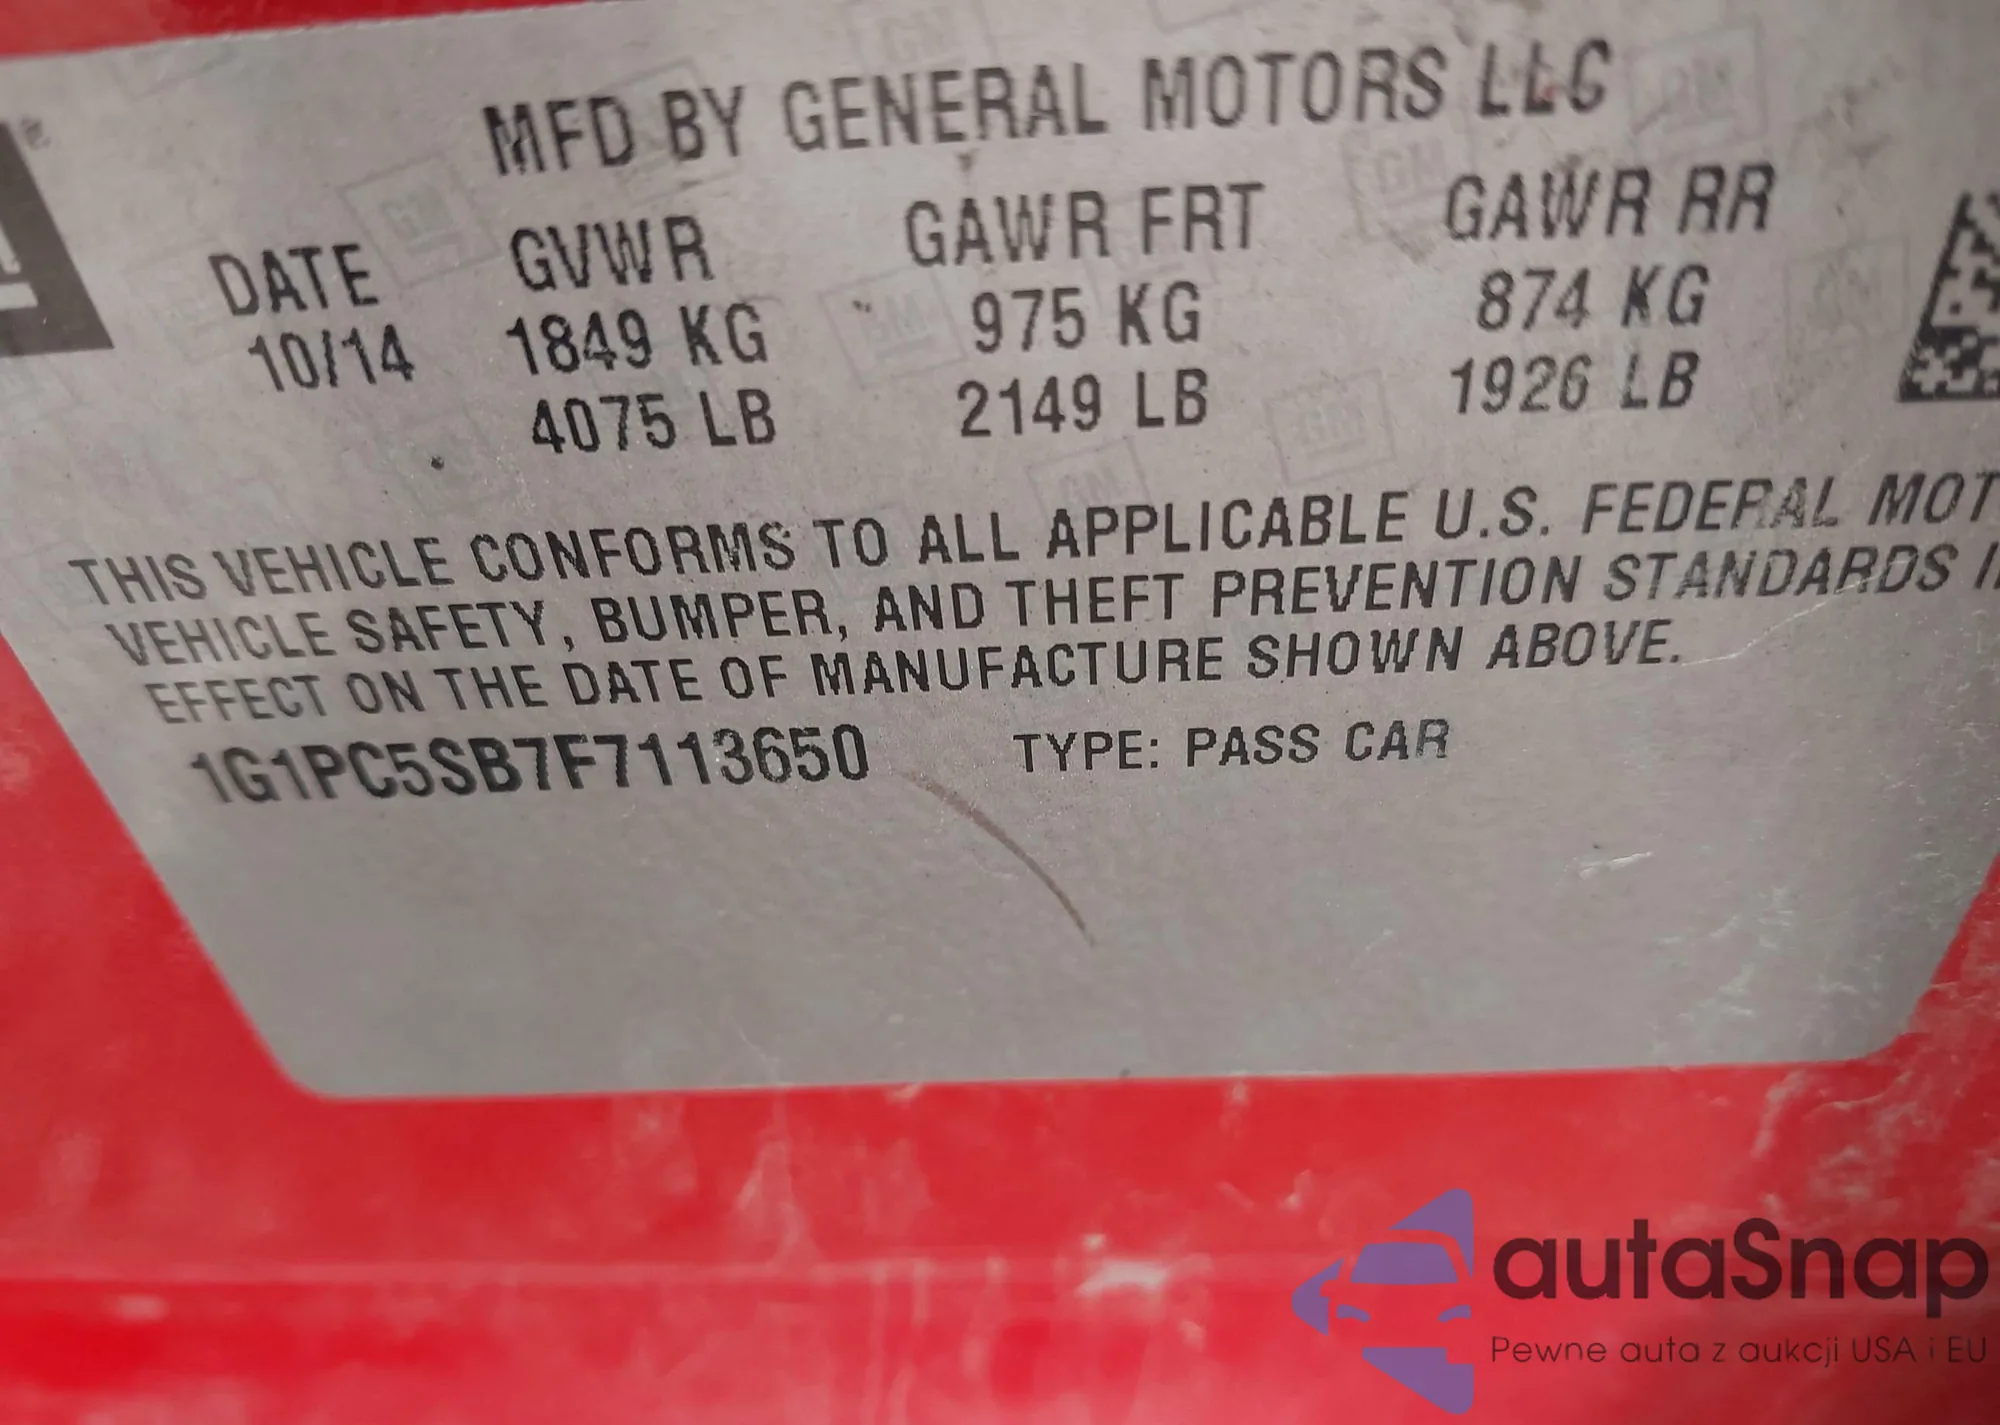 MFD BY GENERAL MOTORS LLC
DATE GVWR GAWR FRT GAWR RR
10/14 1849 KG 975 KG 874 KG
4075 LB 2149 LB 1926 LB
THIS VEHICLE CONFORMS TO ALL APPLICABLE U.S. FEDERAL MOT
VEHICLE SAFETY, BUMPER, AND THEFT PREVENTION STANDARDS I
EFFECT ON THE DATE OF MANUFACTURE SHOWN ABOVE.
1G1PC5SB7F7113650 TYPE: PASS CAR
autaSnap
Pewne auta z aukcji USA i EU